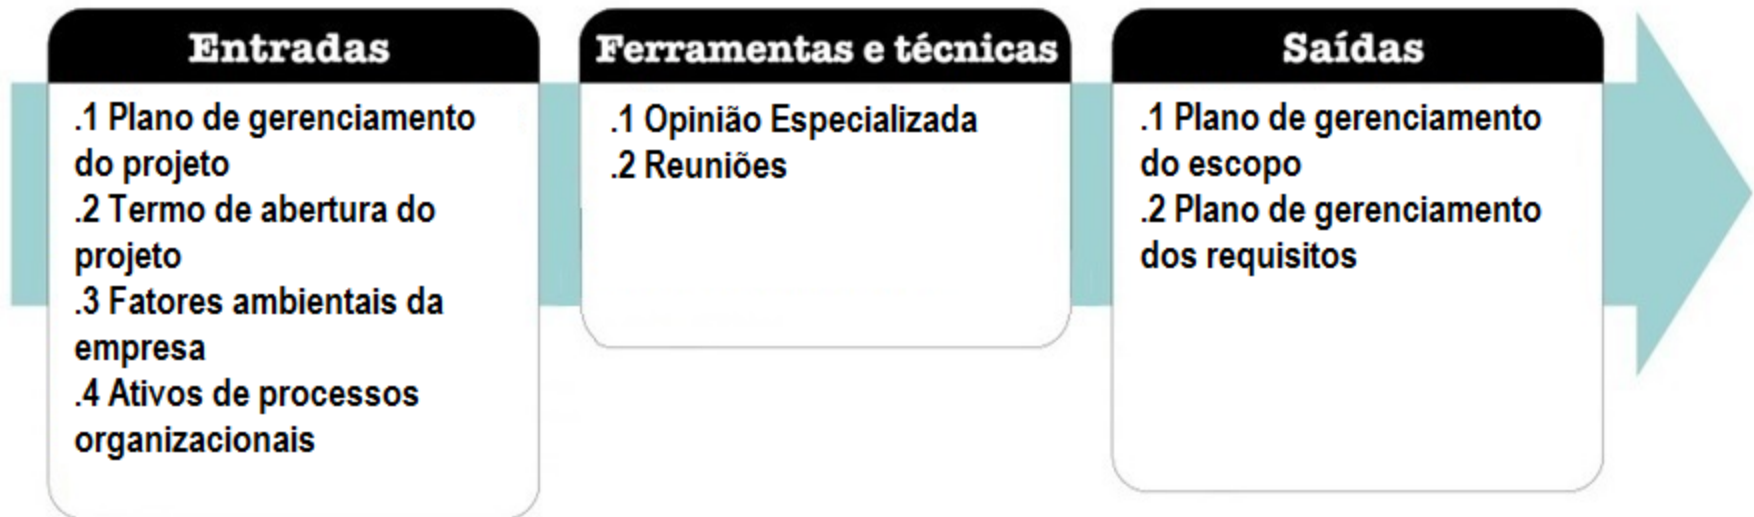 Entradas
.1 Plano de gerenciamento
do projeto
.2 Termo de abertura do
projeto
.3 Fatores ambientais da
empresa
.4 Ativos de processos
organizacionais
Ferramentas e técnicas
.1 Opinião Especializada
.2 Reuniões
Saídas
.1 Plano de gerenciamento
do escopo
.2 Plano de gerenciamento
dos requisitos